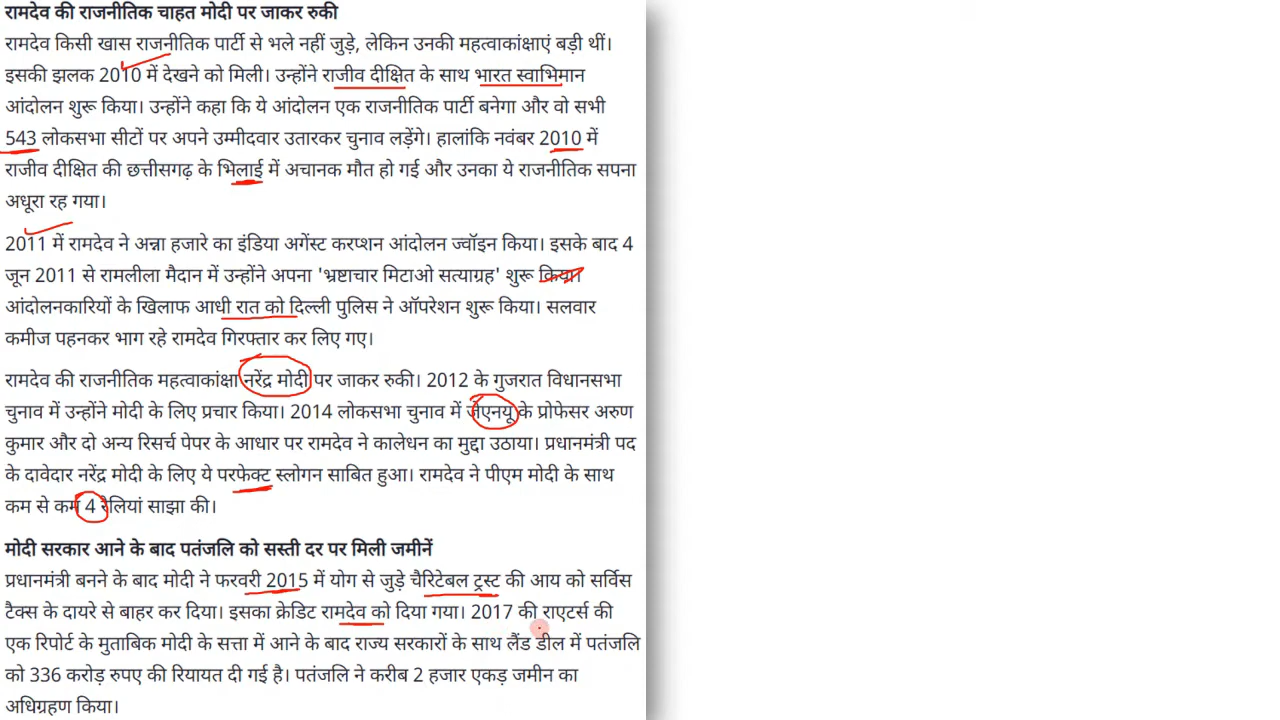 रामदेव की राजनीतिक चाहत मोदी पर जाकर रुकी
रामदेव किसी खास राजनीतिक पार्टी से भले नहीं जुड़े, लेकिन उनकी महत्वाकांक्षाएं बड़ी थीं।
इसकी झलक 2010 में देखने को मिली। उन्होंने राजीव दीक्षित के साथ भारत स्वाभिमान
आंदोलन शुरू किया। उन्होंने कहा कि ये आंदोलन एक राजनीतिक पार्टी बनेगा और वो सभी
543 लोकसभा सीटों पर अपने उम्मीदवार उतारकर चुनाव लड़ेंगे। हालांकि नवंबर 2010 में
राजीव दीक्षित की छत्तीसगढ़ के भिलाई में अचानक मौत हो गई और उनका ये राजनीतिक सपना
अधूरा रह गया।
2011 में रामदेव ने अन्ना हजारे का इंडिया अगेंस्ट करप्शन आंदोलन ज्वॉइन किया। इसके बाद 4
जून 2011 से रामलीला मैदान में उन्होंने अपना 'भ्रष्टाचार मिटाओ सत्याग्रह' शुरू किया।
आंदोलनकारियों के खिलाफ आधी रात को दिल्ली पुलिस ने ऑपरेशन शुरू किया। सलवार
कमीज पहनकर भाग रहे रामदेव गिरफ्तार कर लिए गए।
रामदेव की राजनीतिक महत्वाकांक्षा नरेंद्र मोदी पर जाकर रुकी। 2012 के गुजरात विधानसभा
चुनाव में उन्होंने मोदी के लिए प्रचार किया। 2014 लोकसभा चुनाव में जेएनयू के प्रोफेसर अरुण
कुमार और दो अन्य रिसर्च पेपर के आधार पर रामदेव ने कालेधन का मुद्दा उठाया। प्रधानमंत्री पद
के दावेदार नरेंद्र मोदी के लिए ये परफेक्ट स्लोगन साबित हुआ। रामदेव ने पीएम मोदी के साथ
कम से कम 4 रैलियां साझा की।
मोदी सरकार आने के बाद पतंजलि को सस्ती दर पर मिली जमीनें
प्रधानमंत्री बनने के बाद मोदी ने फरवरी 2015 में योग से जुड़े चैरिटेबल ट्रस्ट की आय को सर्विस
टैक्स के दायरे से बाहर कर दिया। इसका क्रेडिट रामदेव को दिया गया। 2017 की राएटर्स की
एक रिपोर्ट के मुताबिक मोदी के सत्ता में आने के बाद राज्य सरकारों के साथ लैंड डील में पतंजलि
को 336 करोड़ रुपए की रियायत दी गई है। पतंजलि ने करीब 2 हजार एकड़ जमीन का
अधिग्रहण किया।